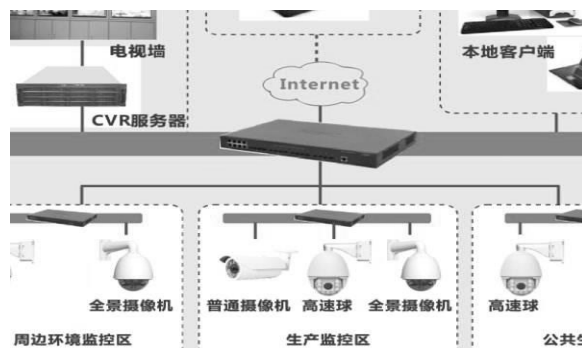 电视墙
本地客户端
Internet
CVR服务器
全景摄像机
普通摄像机
高速球
全景摄像机
高速球
周边环境监控区
生产监控区
公共